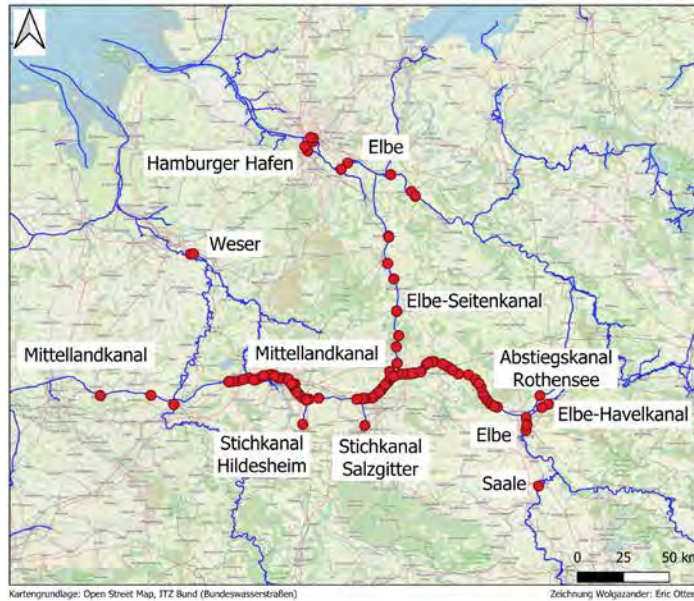 Hamburger Hafen
Elbe
Weser
Elbe-Seitenkanal
Mittellandkanal
Mittellandkanal
Abstiegskanal
Rothensee
Elbe-Havelkanal
Stichkanal
Hildesheim
Stichkanal
Salzgitter
Elbe
Saale
0 25 50 km
Kartengrundlage: Open Street Map, ITZ Bund (Bundeswasserstraßen)
Zeichnung Wolgazander: Eric Otten